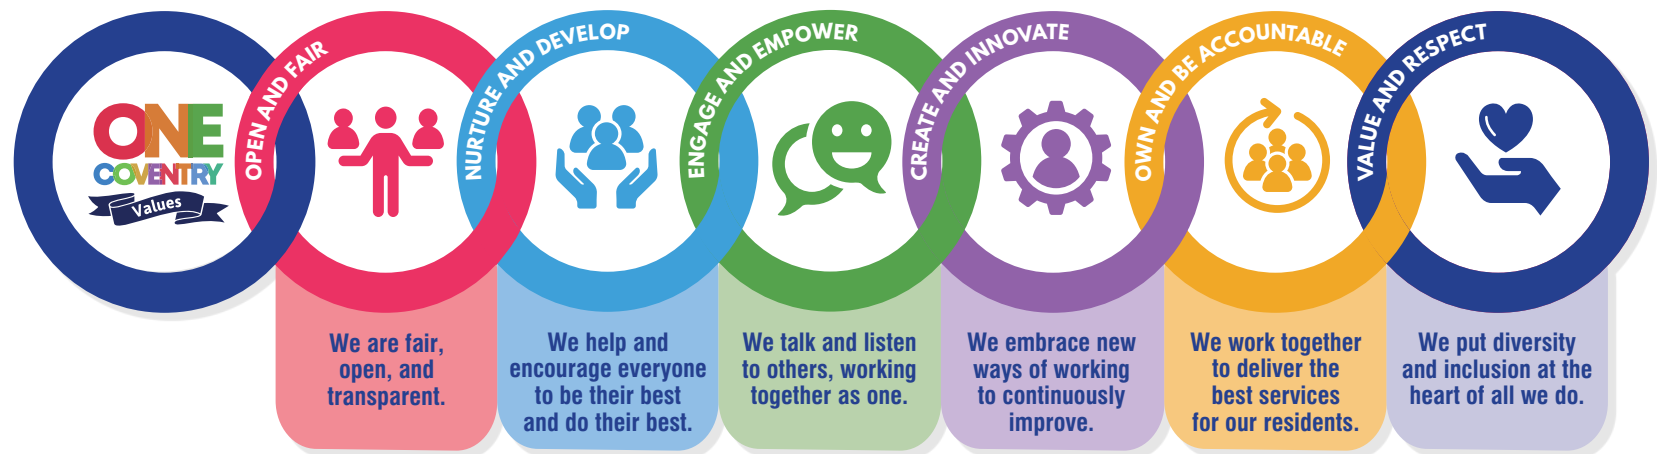 ONE
COVENTRY
Values
OPEN AND FAIR
We are fair,
open, and
transparent.
NURTURE AND DEVELOP
We help and
encourage everyone
to be their best
and do their best.
ENGAGE AND EMPOWER
We talk and listen
to others, working
together as one.
CREATE AND INNOVATE
We embrace new
ways of working
to continuously
improve.
OWN AND BE ACCOUNTABLE
We work together
to deliver the
best services
for our residents.
VALUE AND RESPECT
We put diversity
and inclusion at the
heart of all we do.